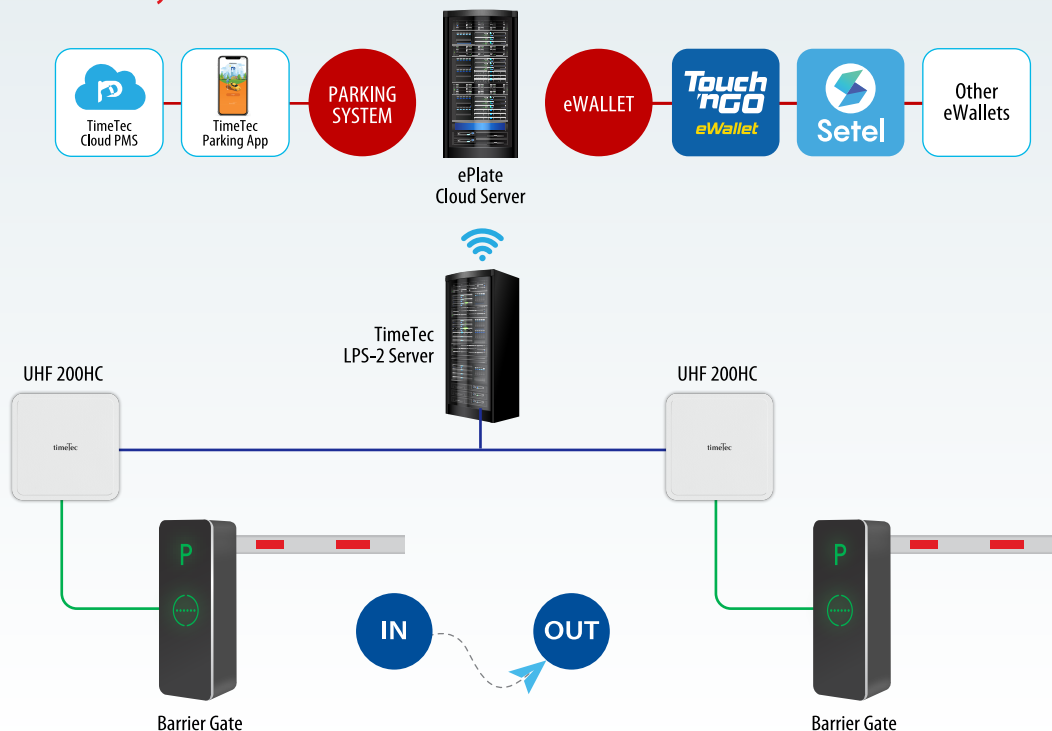 TimeTec
Cloud PMS
TimeTec
Parking App
PARKING
SYSTEM
ePlate
Cloud Server
eWALLET
Touch
'nGO
eWallet
Setel
Other
eWallets
TimeTec
LPS-2 Server
UHF 200HC
timeTec
UHF 200HC
timeTec
P
IN
OUT
P
Barrier Gate
Barrier Gate